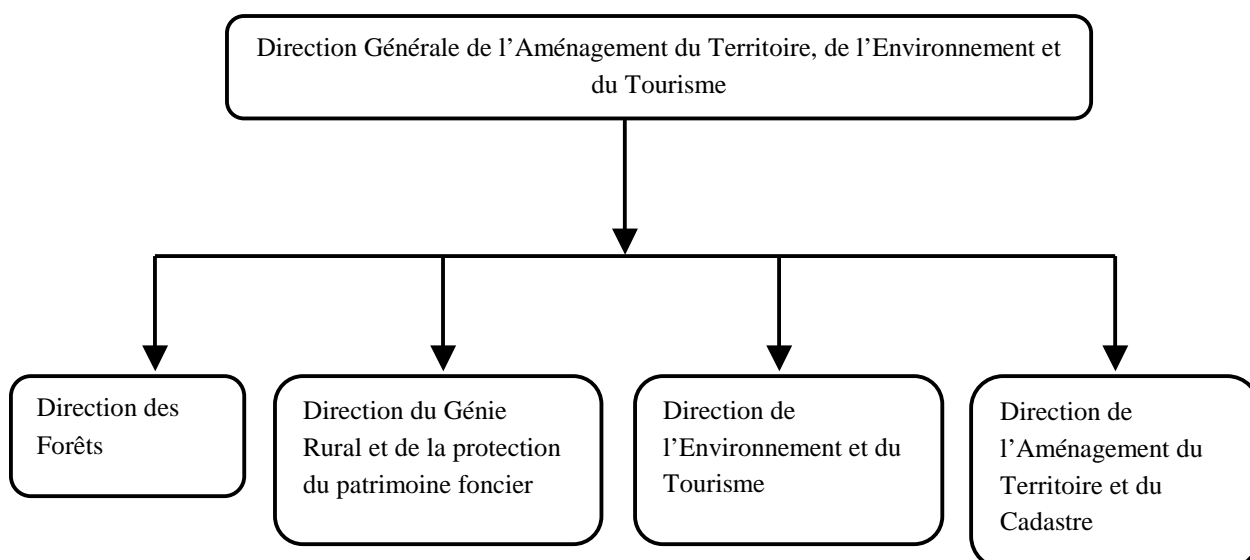 Direction Générale de l’Aménagement du Territoire, de l’Environnement et
du Tourisme
Direction des
Forêts
Direction du Génie
Rural et de la protection
du patrimoine foncier
Direction de
l’Environnement et du
Tourisme
Direction de
l’Aménagement du
Territoire et du
Cadastre